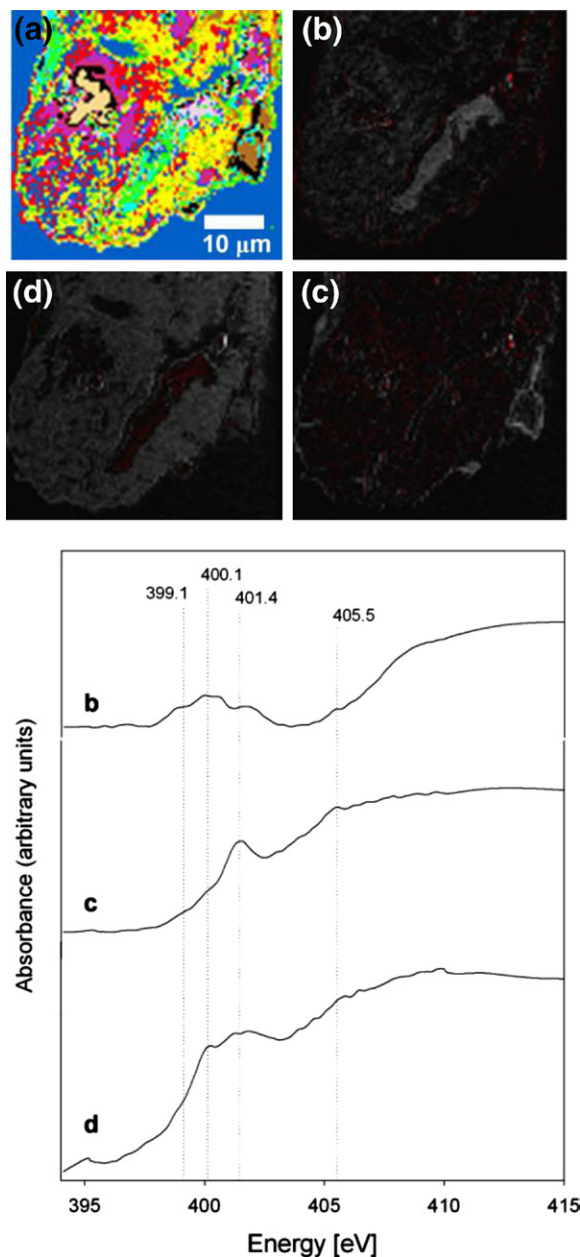 (a)
(b)
10 µm
(d)
(c)
399.1
400.1
401.4
405.5
b
c
d
Absorbance (arbitrary units)
395
400
405
410
415
Energy [eV]